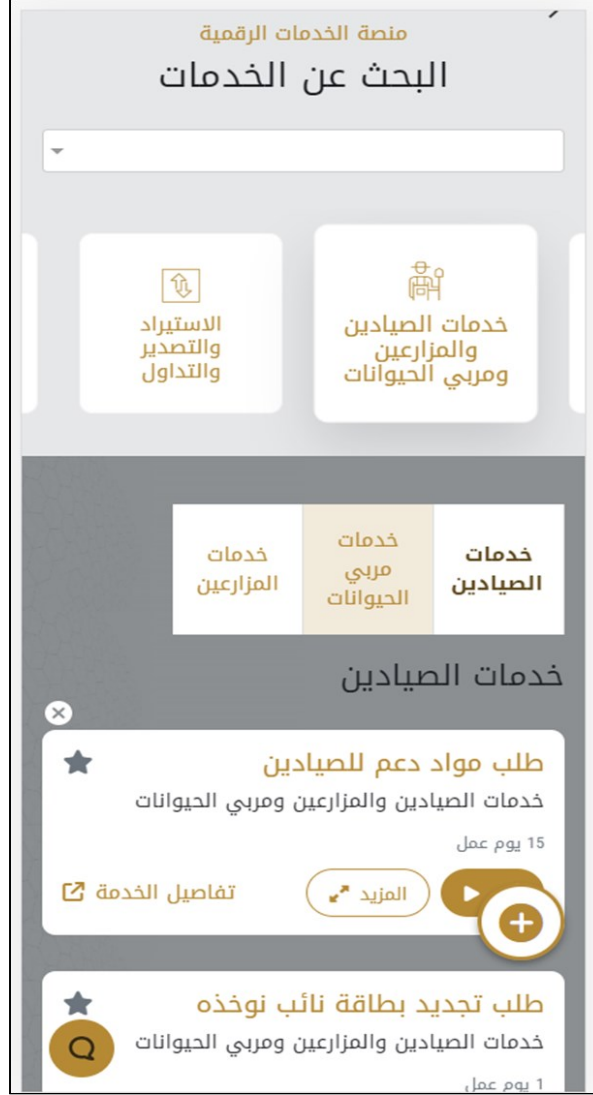 منصة الخدمات الرقمية
البحث عن الخدمات
خدمات الصيادين
والمزارعين
ومربي الحيوانات
الاستيراد
والتصدير
والتداول
خدمات
الصيادين
خدمات
مربي
الحيوانات
خدمات
المزارعين
خدمات الصيادين
طلب مواد دعم للصيادين
خدمات الصيادين والمزارعين ومربي الحيوانات
15 يوم عمل
المزيد
تفاصيل الخدمة
طلب تجديد بطاقة نائب نوخذه
خدمات الصيادين والمزارعين ومربي الحيوانات
1 يوم عمل